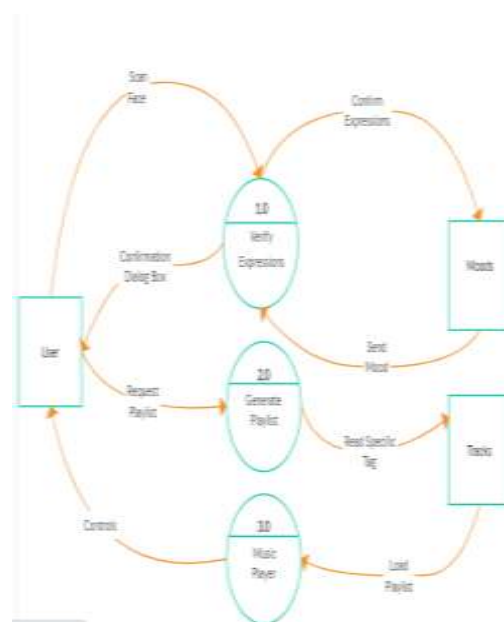 Scan
Face
Confirm
Expressions
1.0
Verify
Expressions
Confirmation
Dialog Box
Moods
User
Send
Mood
2.0
Generate
Playlist
Request
Playlist
Read Specific
Tag
Tracks
3.0
Music
Player
Controls
Load
Playlist